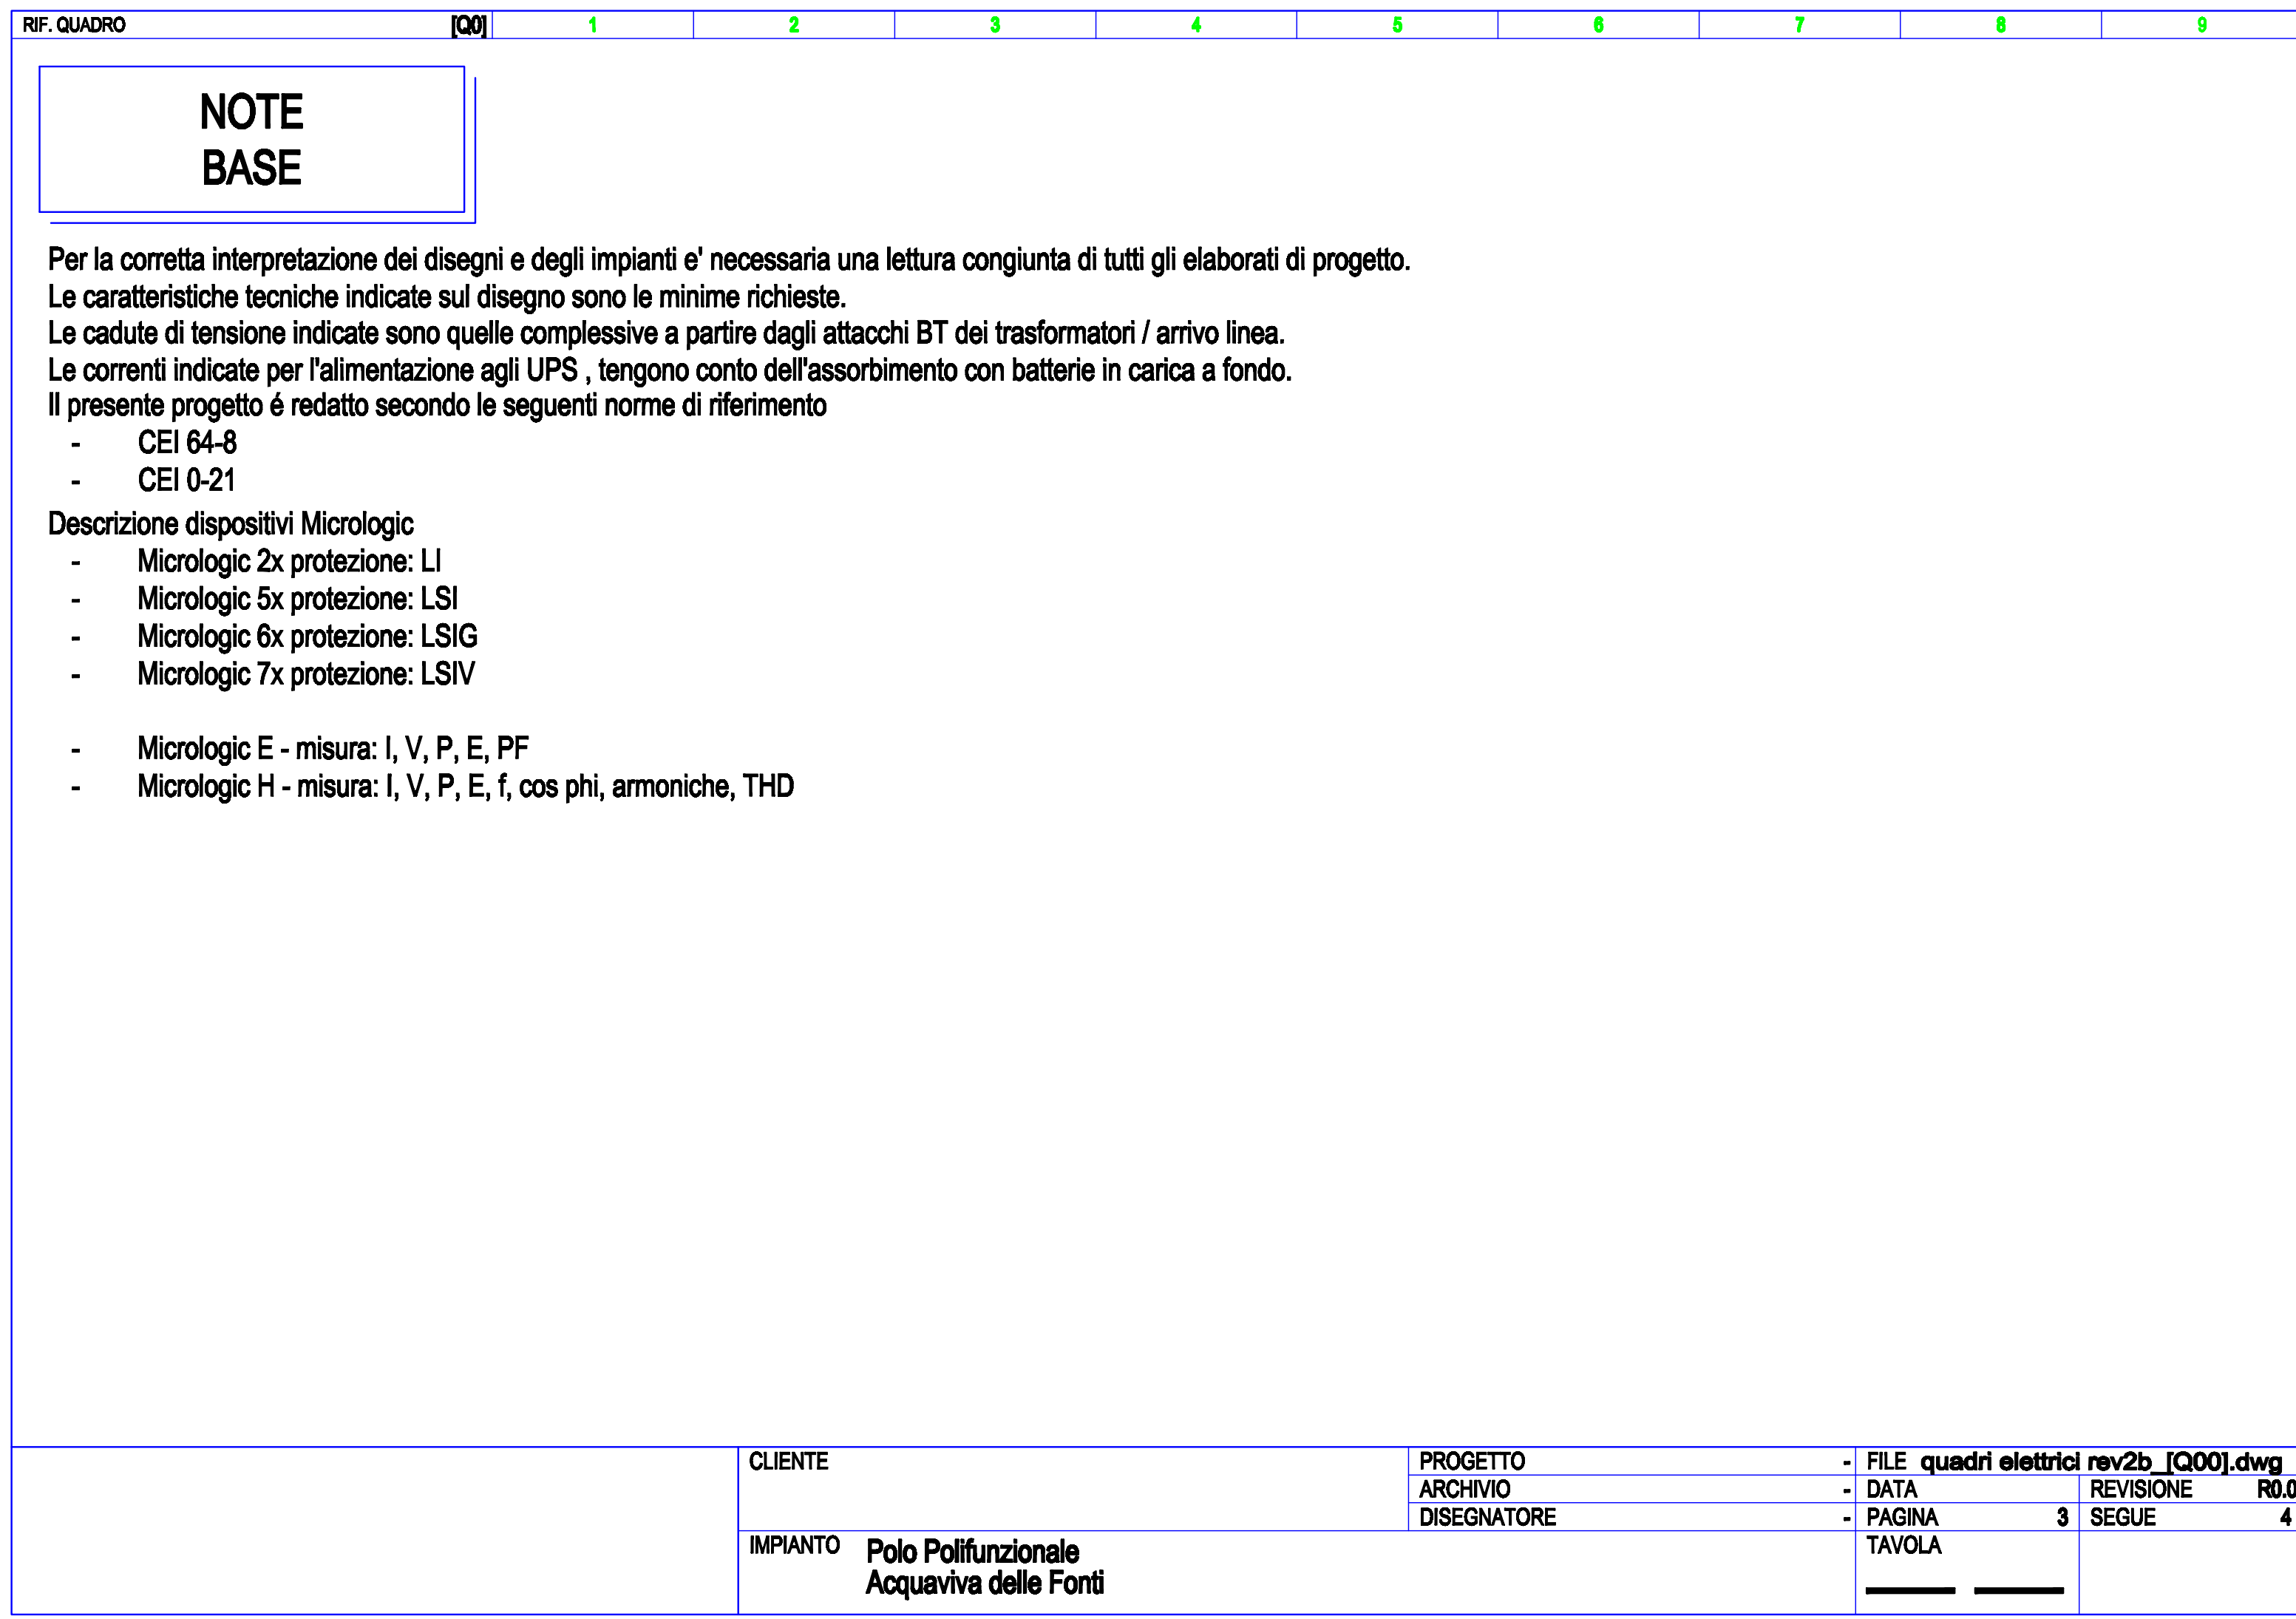 RIF. QUADRO [Q0] 1 2 3 4 5 6 7 8 9
NOTE
BASE
Per la corretta interpretazione dei disegni e degli impianti e' necessaria una lettura congiunta di tutti gli elaborati di progetto.
Le caratteristiche tecniche indicate sul disegno sono le minime richieste.
Le cadute di tensione indicate sono quelle complessive a partire dagli attacchi BT dei trasformatori / arrivo linea.
Le correnti indicate per l'alimentazione agli UPS , tengono conto dell'assorbimento con batterie in carica a fondo.
Il presente progetto é redatto secondo le seguenti norme di riferimento
- CEI 64-8
- CEI 0-21
Descrizione dispositivi Micrologic
- Micrologic 2x protezione: LI
- Micrologic 5x protezione: LSI
- Micrologic 6x protezione: LSIG
- Micrologic 7x protezione: LSIV
- Micrologic E - misura: I, V, P, E, PF
- Micrologic H - misura: I, V, P, E, f, cos phi, armoniche, THD
CLIENTE
PROGETTO - FILE quadri elettrici rev2b_[Q00].dwg
ARCHIVIO - DATA REVISIONE R0.0
DISEGNATORE - PAGINA 3 SEGUE 4
IMPIANTO Polo Polifunzionale
Acquaviva delle Fonti
TAVOLA